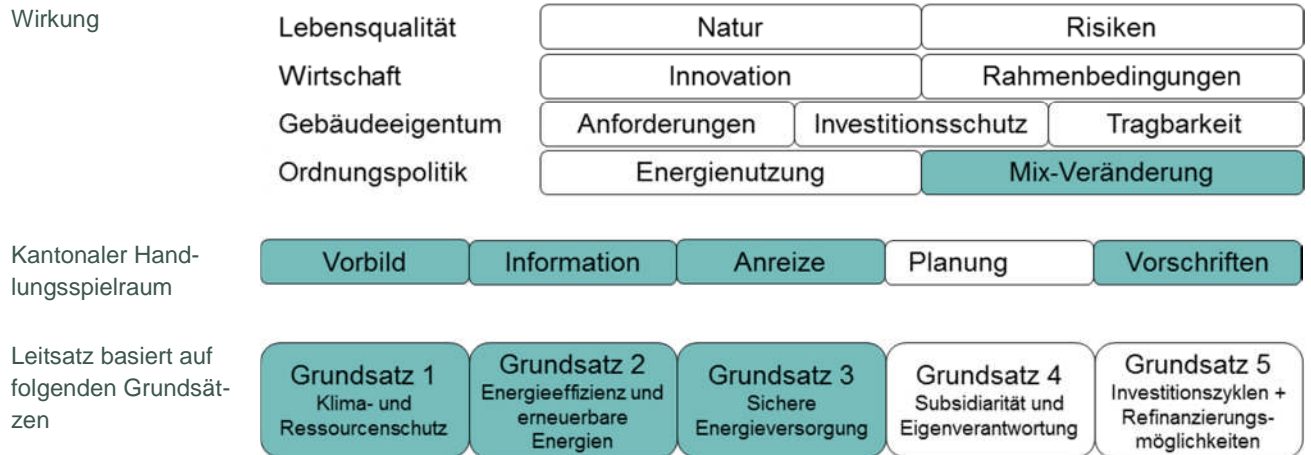 Wirkung
Lebensqualität Natur Risiken
Wirtschaft Innovation Rahmenbedingungen
Gebäudeeigentum Anforderungen Investitionsschutz Tragbarkeit
Ordnungspolitik Energienutzung Mix-Veränderung
Kantonaler Hand-
lungsspielraum
Vorbild Information Anreize Planung Vorschriften
Leitsatz basiert auf
folgenden Grundsät-
zen
Grundsatz 1
Klima- und
Ressourcenschutz
Grundsatz 2
Energieeffizienz und
erneuerbare
Energien
Grundsatz 3
Sichere
Energieversorgung
Grundsatz 4
Subsidiarität und
Eigenverantwortung
Grundsatz 5
Investitionszyklen +
Refinanzierungs-
möglichkeiten